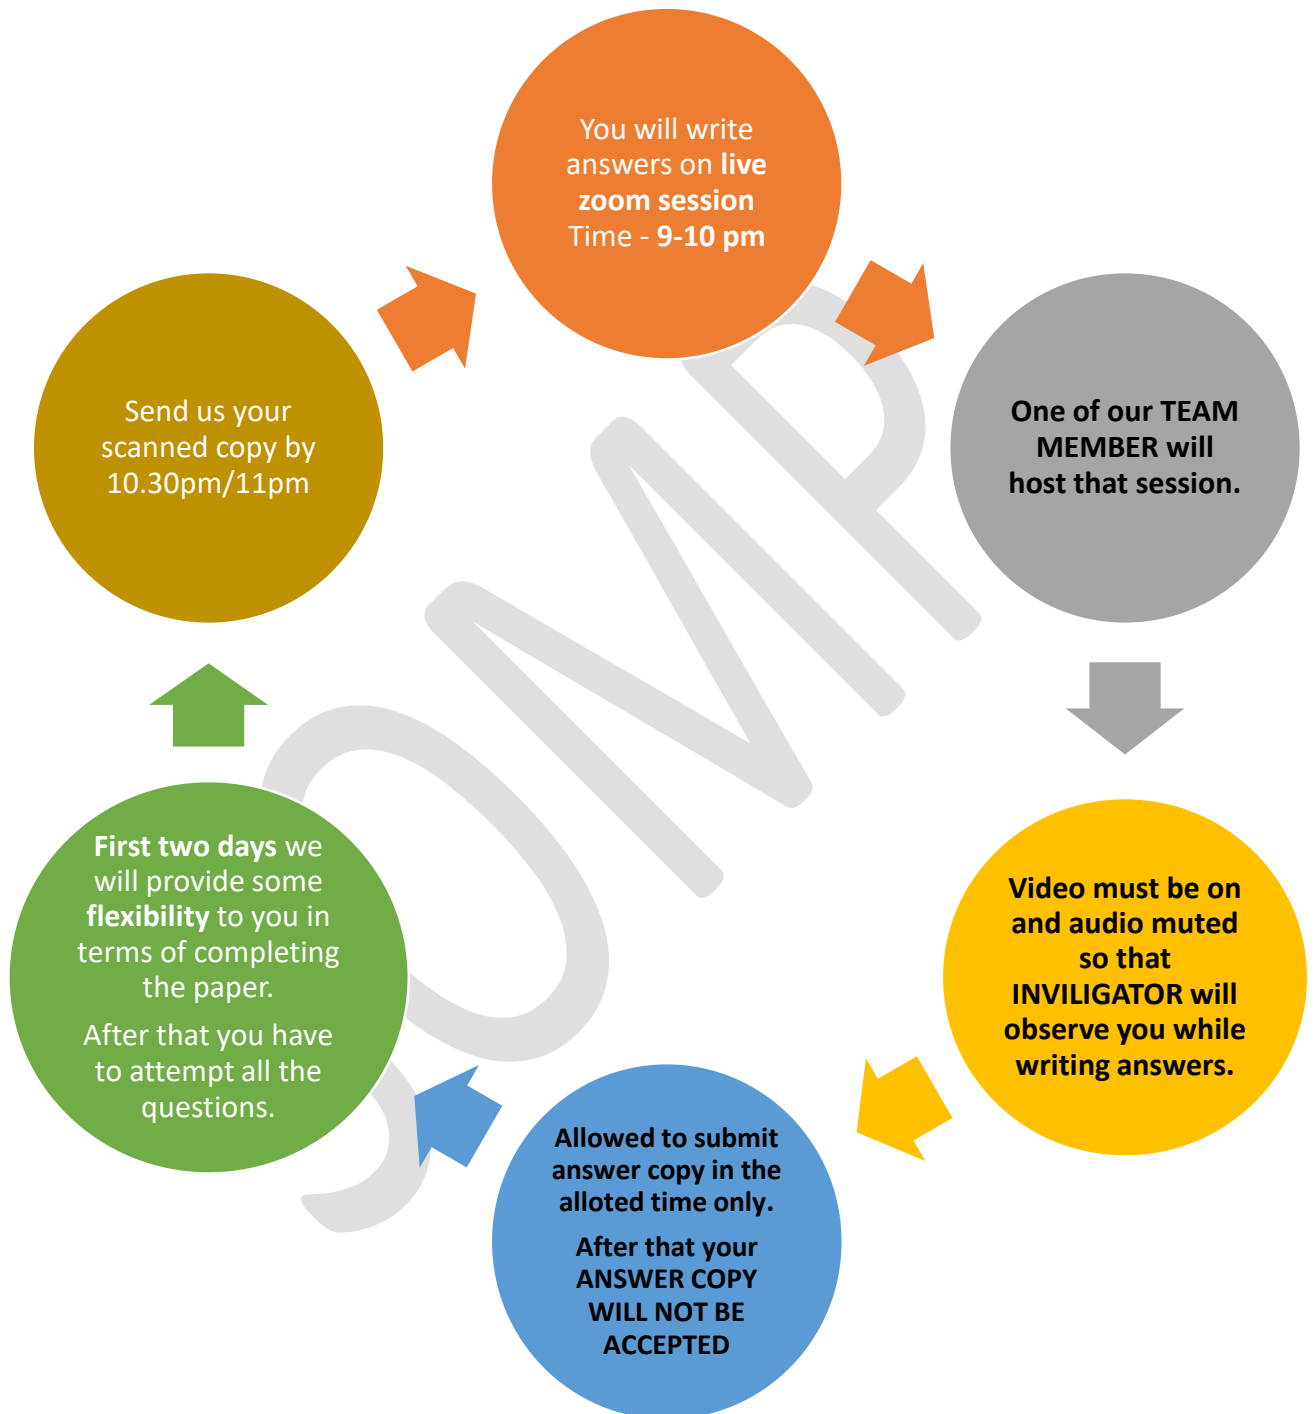 You will write
answers on live
zoom session
Time - 9-10 pm
One of our TEAM
MEMBER will
host that session.
Video must be on
and audio muted
so that
INVILIGATOR will
observe you while
writing answers.
Allowed to submit
answer copy in the
alloted time only.
After that your
ANSWER COPY
WILL NOT BE
ACCEPTED
First two days we
will provide some
flexibility to you in
terms of completing
the paper.
After that you have
to attempt all the
questions.
Send us your
scanned copy by
10.30pm/11pm
JOMP